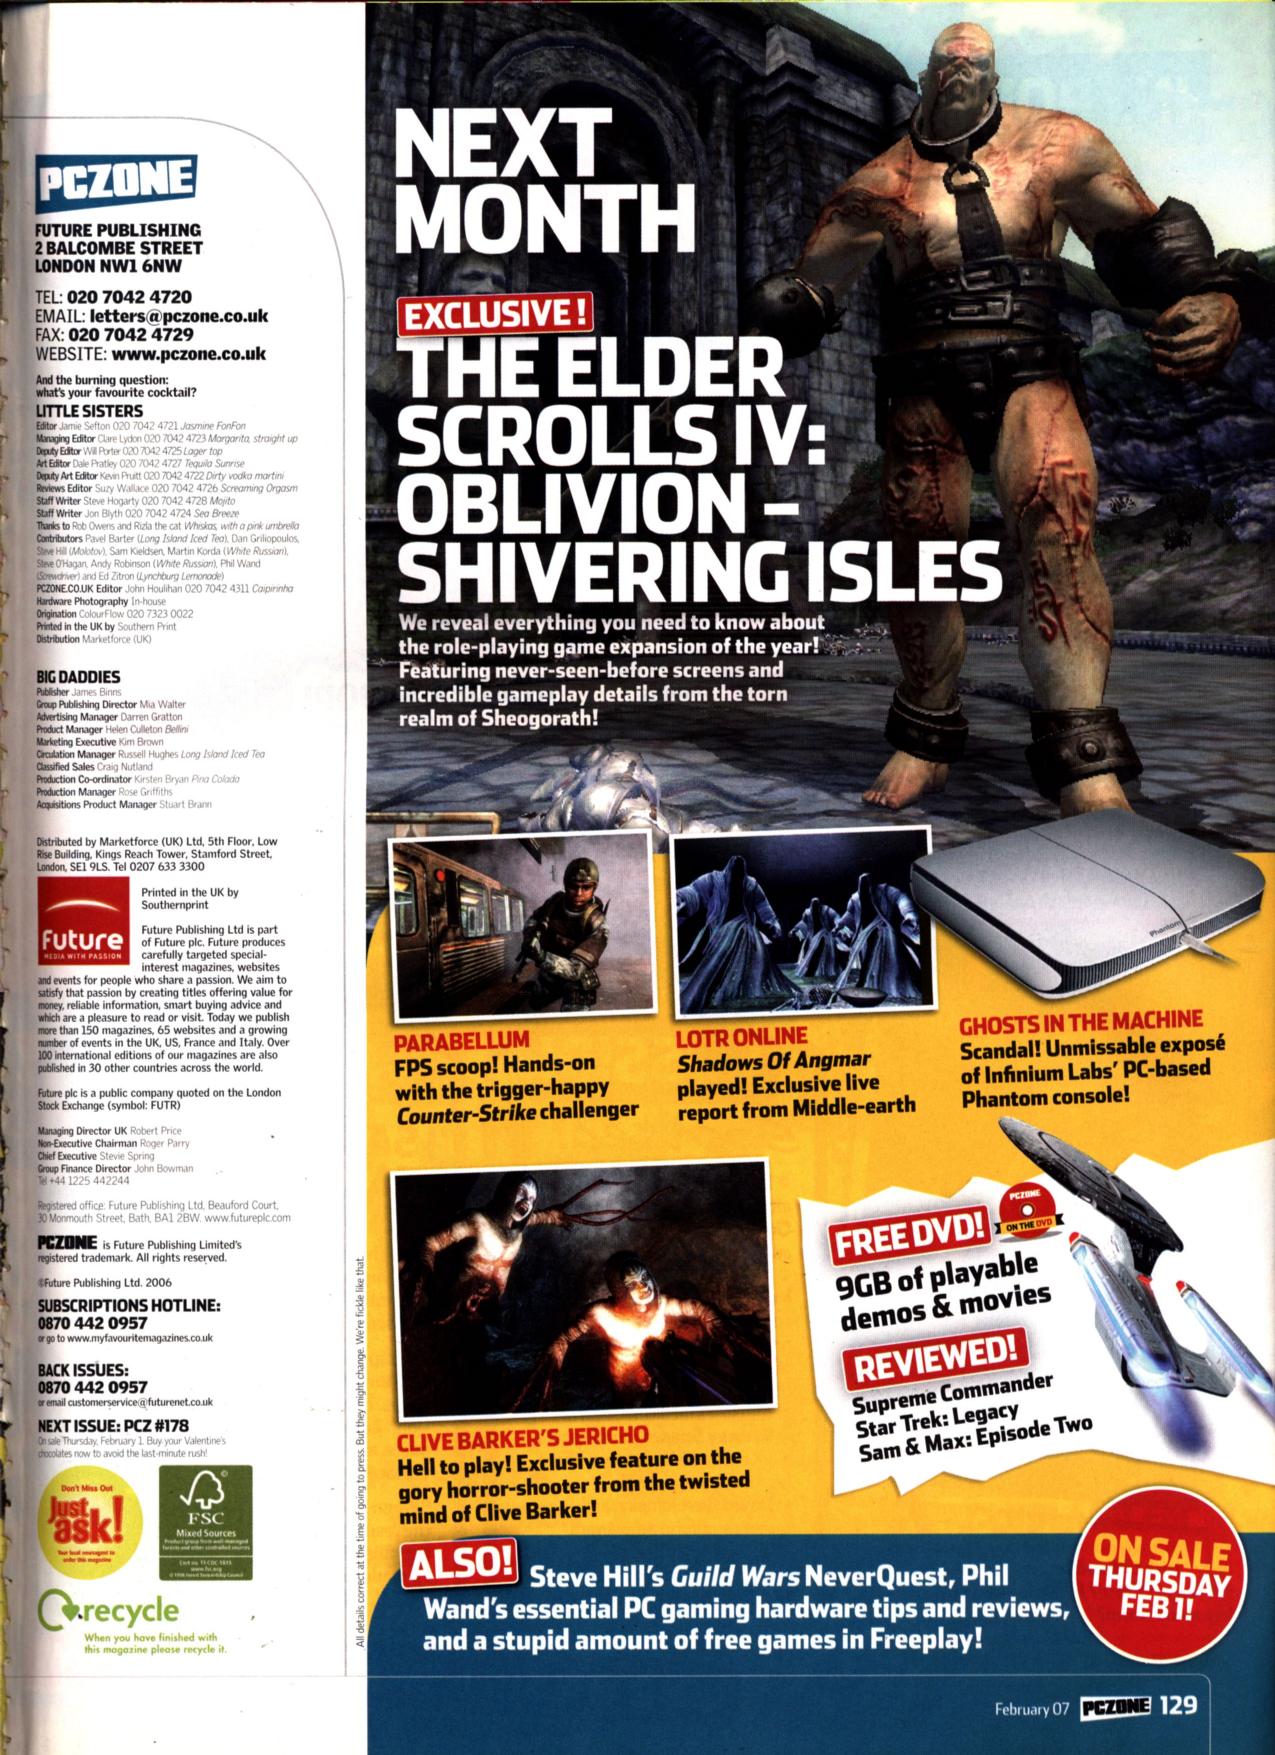 PCZONE
FUTURE PUBLISHING
2 BALCOMBE STREET
LONDON NW1 6NW
TEL: 020 7042 4720
EMAIL: letters@pczone.co.uk
FAX: 020 7042 4729
WEBSITE: www.pczone.co.uk
And the burning question:
what's your favourite cocktail?
LITTLE SISTERS
Editor Jamie Sefton 020 7042 4721 Jasmine FonFon
Managing Editor Clare Lydon 020 7042 4723 Margarita, straight up
Deputy Editor Will Porter 020 7042 4725 Lager top
Art Editor Dale Pratley 020 7042 4727 Tequila Sunrise
Deputy Art Editor Kevin Pruitt 020 7042 4722 Dirty vodka martini
Reviews Editor Suzy Wallace 020 7042 4726 Screaming Orgasm
Staff Writer Steve Hogarty 020 7042 4728 Mojito
Staff Writer Jon Blyth 020 7042 4724 Sea Breeze
Thanks to Rob Owens and Rizla the cat Whiskas, with a pink umbrella
Contributors Pavel Barter (Long Island Iced Tea), Dan Griliopoulos,
Steve Hill (Molotov), Sam Kieldsen, Martin Korda (White Russian),
Steve O'Hagan, Andy Robinson (White Russian), Phil Wand
(Screwdriver) and Ed Zitron (Lynchburg Lemonade)
PCZONE.CO.UK Editor John Houlihan 020 7042 4311 Caipirinha
Hardware Photography In-house
Origination ColourFlow 020 7323 0022
Printed in the UK by Southern Print
Distribution Marketforce (UK)
BIG DADDIES
Publisher James Binns
Group Publishing Director Mia Walter
Advertising Manager Darren Gratton
Product Manager Helen Culleton Bellini
Marketing Executive Kim Brown
Circulation Manager Russell Hughes Long Island Iced Tea
Classified Sales Craig Nutland
Production Co-ordinator Kirsten Bryan Pina Colada
Production Manager Rose Griffiths
Acquisitions Product Manager Stuart Brann
Distributed by Marketforce (UK) Ltd, 5th Floor, Low
Rise Building, Kings Reach Tower, Stamford Street,
London, SE1 9LS. Tel 0207 633 3300
Future
MEDIA WITH PASSION
Printed in the UK by
Southernprint
Future Publishing Ltd is part
of Future plc. Future produces
carefully targeted special-
interest magazines, websites
and events for people who share a passion. We aim to
satisfy that passion by creating titles offering value for
money, reliable information, smart buying advice and
which are a pleasure to read or visit. Today we publish
more than 150 magazines, 65 websites and a growing
number of events in the UK, US, France and Italy. Over
100 international editions of our magazines are also
published in 30 other countries across the world.
Future plc is a public company quoted on the London
Stock Exchange (symbol: FUTR)
Managing Director UK Robert Price
Non-Executive Chairman Roger Parry
Chief Executive Stevie Spring
Group Finance Director John Bowman
Tel +44 1225 442244
Registered office: Future Publishing Ltd, Beauford Court,
30 Monmouth Street, Bath, BA1 2BW. www.futureplc.com
PCZONE is Future Publishing Limited's
registered trademark. All rights reserved.
©Future Publishing Ltd. 2006
SUBSCRIPTIONS HOTLINE:
0870 442 0957
or go to www.myfavouritemagazines.co.uk
BACK ISSUES:
0870 442 0957
or email customerservice@futurenet.co.uk
NEXT ISSUE: PCZ #178
On sale Thursday, February 1. Buy your Valentine's
chocolates now to avoid the last-minute rush!
Don't Miss Out
Just
ask!
Your local newsagent to
order this magazine
FSC
Mixed Sources
Product group from well-managed
forests and other controlled sources
www.fsc.org
© 1996 Forest Stewardship Council
recycle
When you have finished with
this magazine please recycle it.
All details correct at the time of going to press. But they might change. We're fickle like that.
NEXT
MONTH
EXCLUSIVE!
THE ELDER
SCROLLS IV:
OBLIVION –
SHIVERING ISLES
We reveal everything you need to know about
the role-playing game expansion of the year!
Featuring never-seen-before screens and
incredible gameplay details from the torn
realm of Sheogorath!
Phantom
PARABELLUM
FPS scoop! Hands-on
with the trigger-happy
Counter-Strike challenger
LOTR ONLINE
Shadows Of Angmar
played! Exclusive live
report from Middle-earth
GHOSTS IN THE MACHINE
Scandal! Unmissable exposé
of Infinium Labs' PC-based
Phantom console!
CLIVE BARKER'S JERICHO
Hell to play! Exclusive feature on the
gory horror-shooter from the twisted
mind of Clive Barker!
FREE DVD!
PCZONE
ON THE DVD
9GB of playable
demos & movies
REVIEWED!
Supreme Commander
Star Trek: Legacy
Sam & Max: Episode Two
ALSO! Steve Hill's Guild Wars NeverQuest, Phil
Wand's essential PC gaming hardware tips and reviews,
and a stupid amount of free games in Freeplay!
ON SALE
THURSDAY
FEB 1!
February 07 PCZONE 129